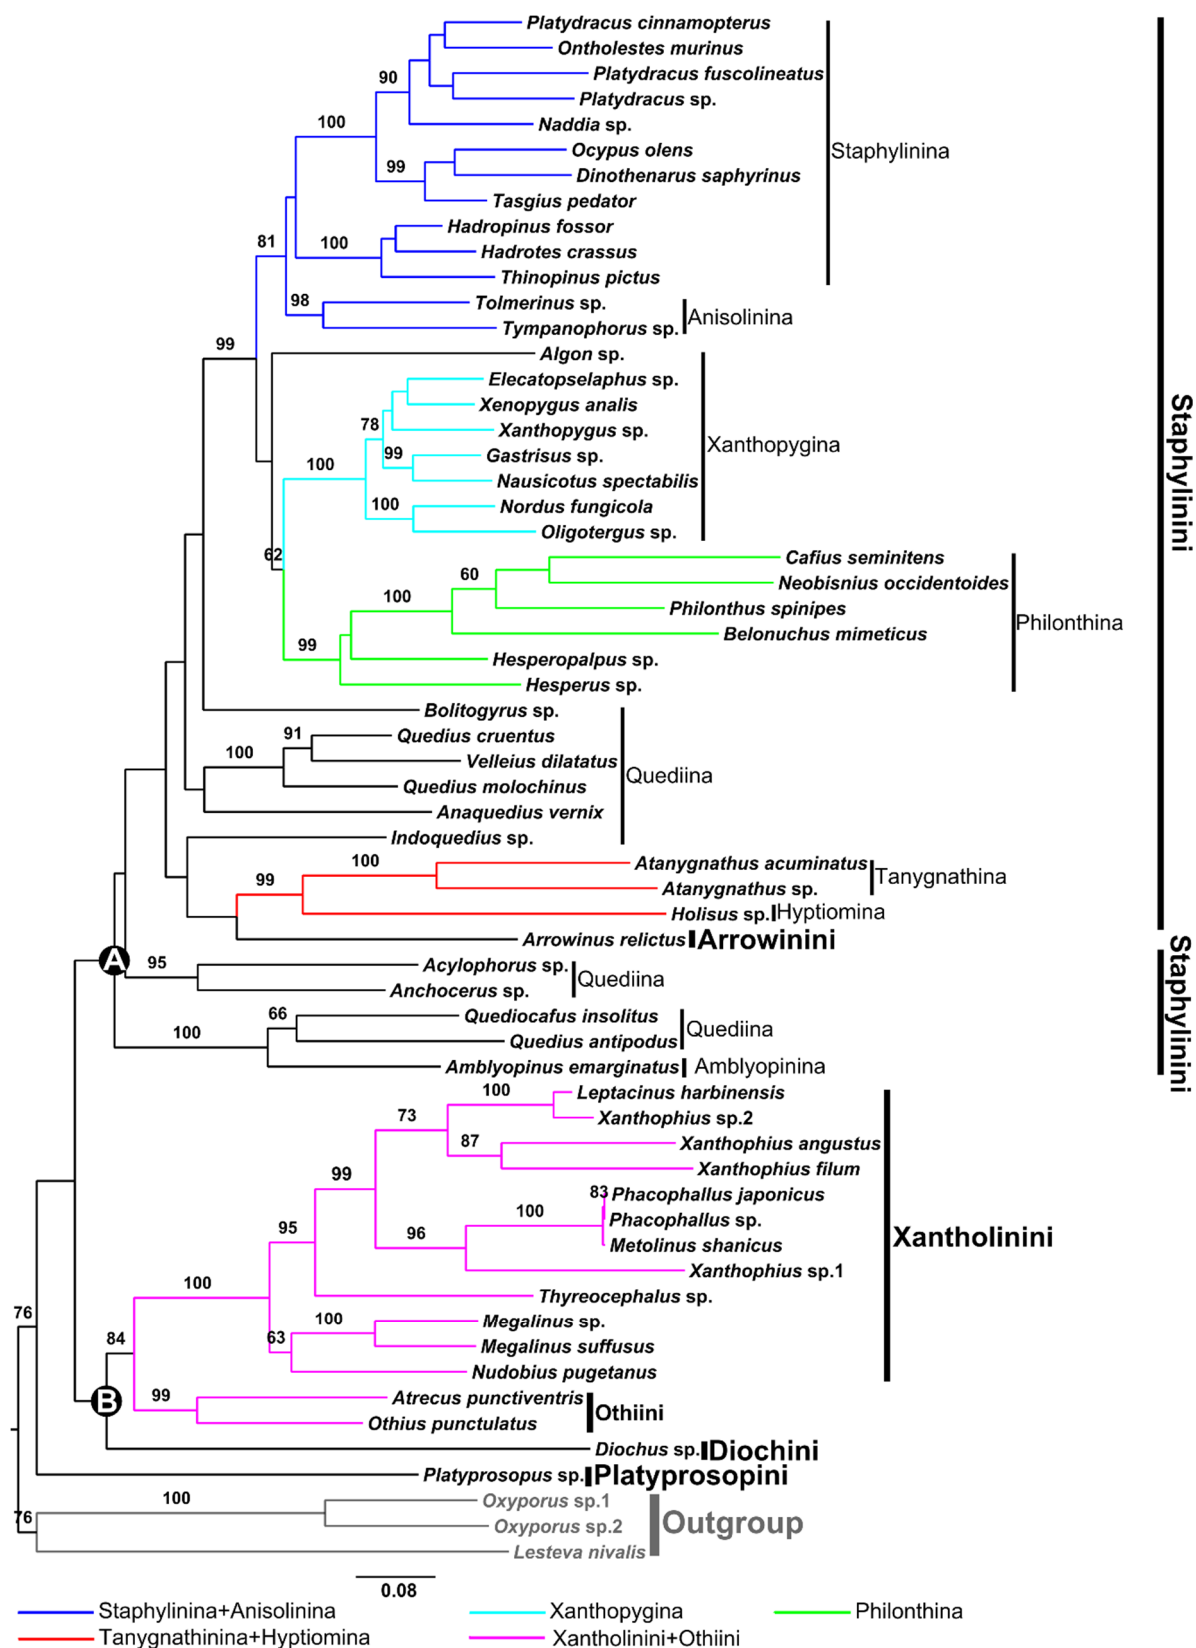 Platydracus cinnamopterus
Ontholestes murinus
90
Platydracus fuscolineatus
Platydracus sp.
100
Naddia sp.
Ocypus olens
Staphylinina
99
Dinothenarus saphyrinus
Tasgius pedator
Hadropinus fossor
81
100
Hadrotes crassus
Thinopinus pictus
98
Tolmerinus sp.
Anisolinina
Tympanophorus sp.
99
Algon sp.
Elecatopselaphus sp.
Xenopygus analis
78
Xanthopygus sp.
Xanthopygina
99
Gastrisus sp.
100
Nausicotus spectabilis
100
Nordus fungicola
Oligotergus sp.
Staphylinini
62
Cafius seminitens
60
Neobisnius occidentoides
100
Philonthus spinipes
Philonthina
Belonuchus mimeticus
99
Hesperopalpus sp.
Hesperus sp.
Bolitogyrus sp.
91
Quedius cruentus
100
Velleius dilatatus
Quediina
Quedius molochinus
Anaquedius vernix
Indoquedius sp.
100
Atanygnathus acuminatus
Tanygnathina
99
Atanygnathus sp.
Holisus sp.
Hyptiomina
Arrowinus relictus
Arrowinini
A
95
Acylophorus sp.
Quediina
Anchocerus sp.
Staphylinini
66
Quediocafus insolitus
Quediina
100
Quedius antipodus
Amblyopinus emarginatus
Amblyopinina
100
Leptacinus harbinensis
73
Xanthophius sp.2
87
Xanthophius angustus
Xanthophius filum
99
83
Phacophallus japonicus
100
Phacophallus sp.
95
96
Metolinus shanicus
Xantholinini
Xanthophius sp.1
100
Thyreocephalus sp.
76
100
Megalinus sp.
84
63
Megalinus suffusus
Nudobius pugetanus
B
99
Atrecus punctiventris
Othiini
Othius punctulatus
Diochus sp.
Diochini
Platyprosopus sp.
Platyprosopini
100
Oxyporus sp.1
76
Oxyporus sp.2
Outgroup
Lesteva nivalis
0.08
Staphylinina+Anisolinina
Xanthopygina
Philonthina
Tanygnathinina+Hyptiomina
Xantholinini+Othiini